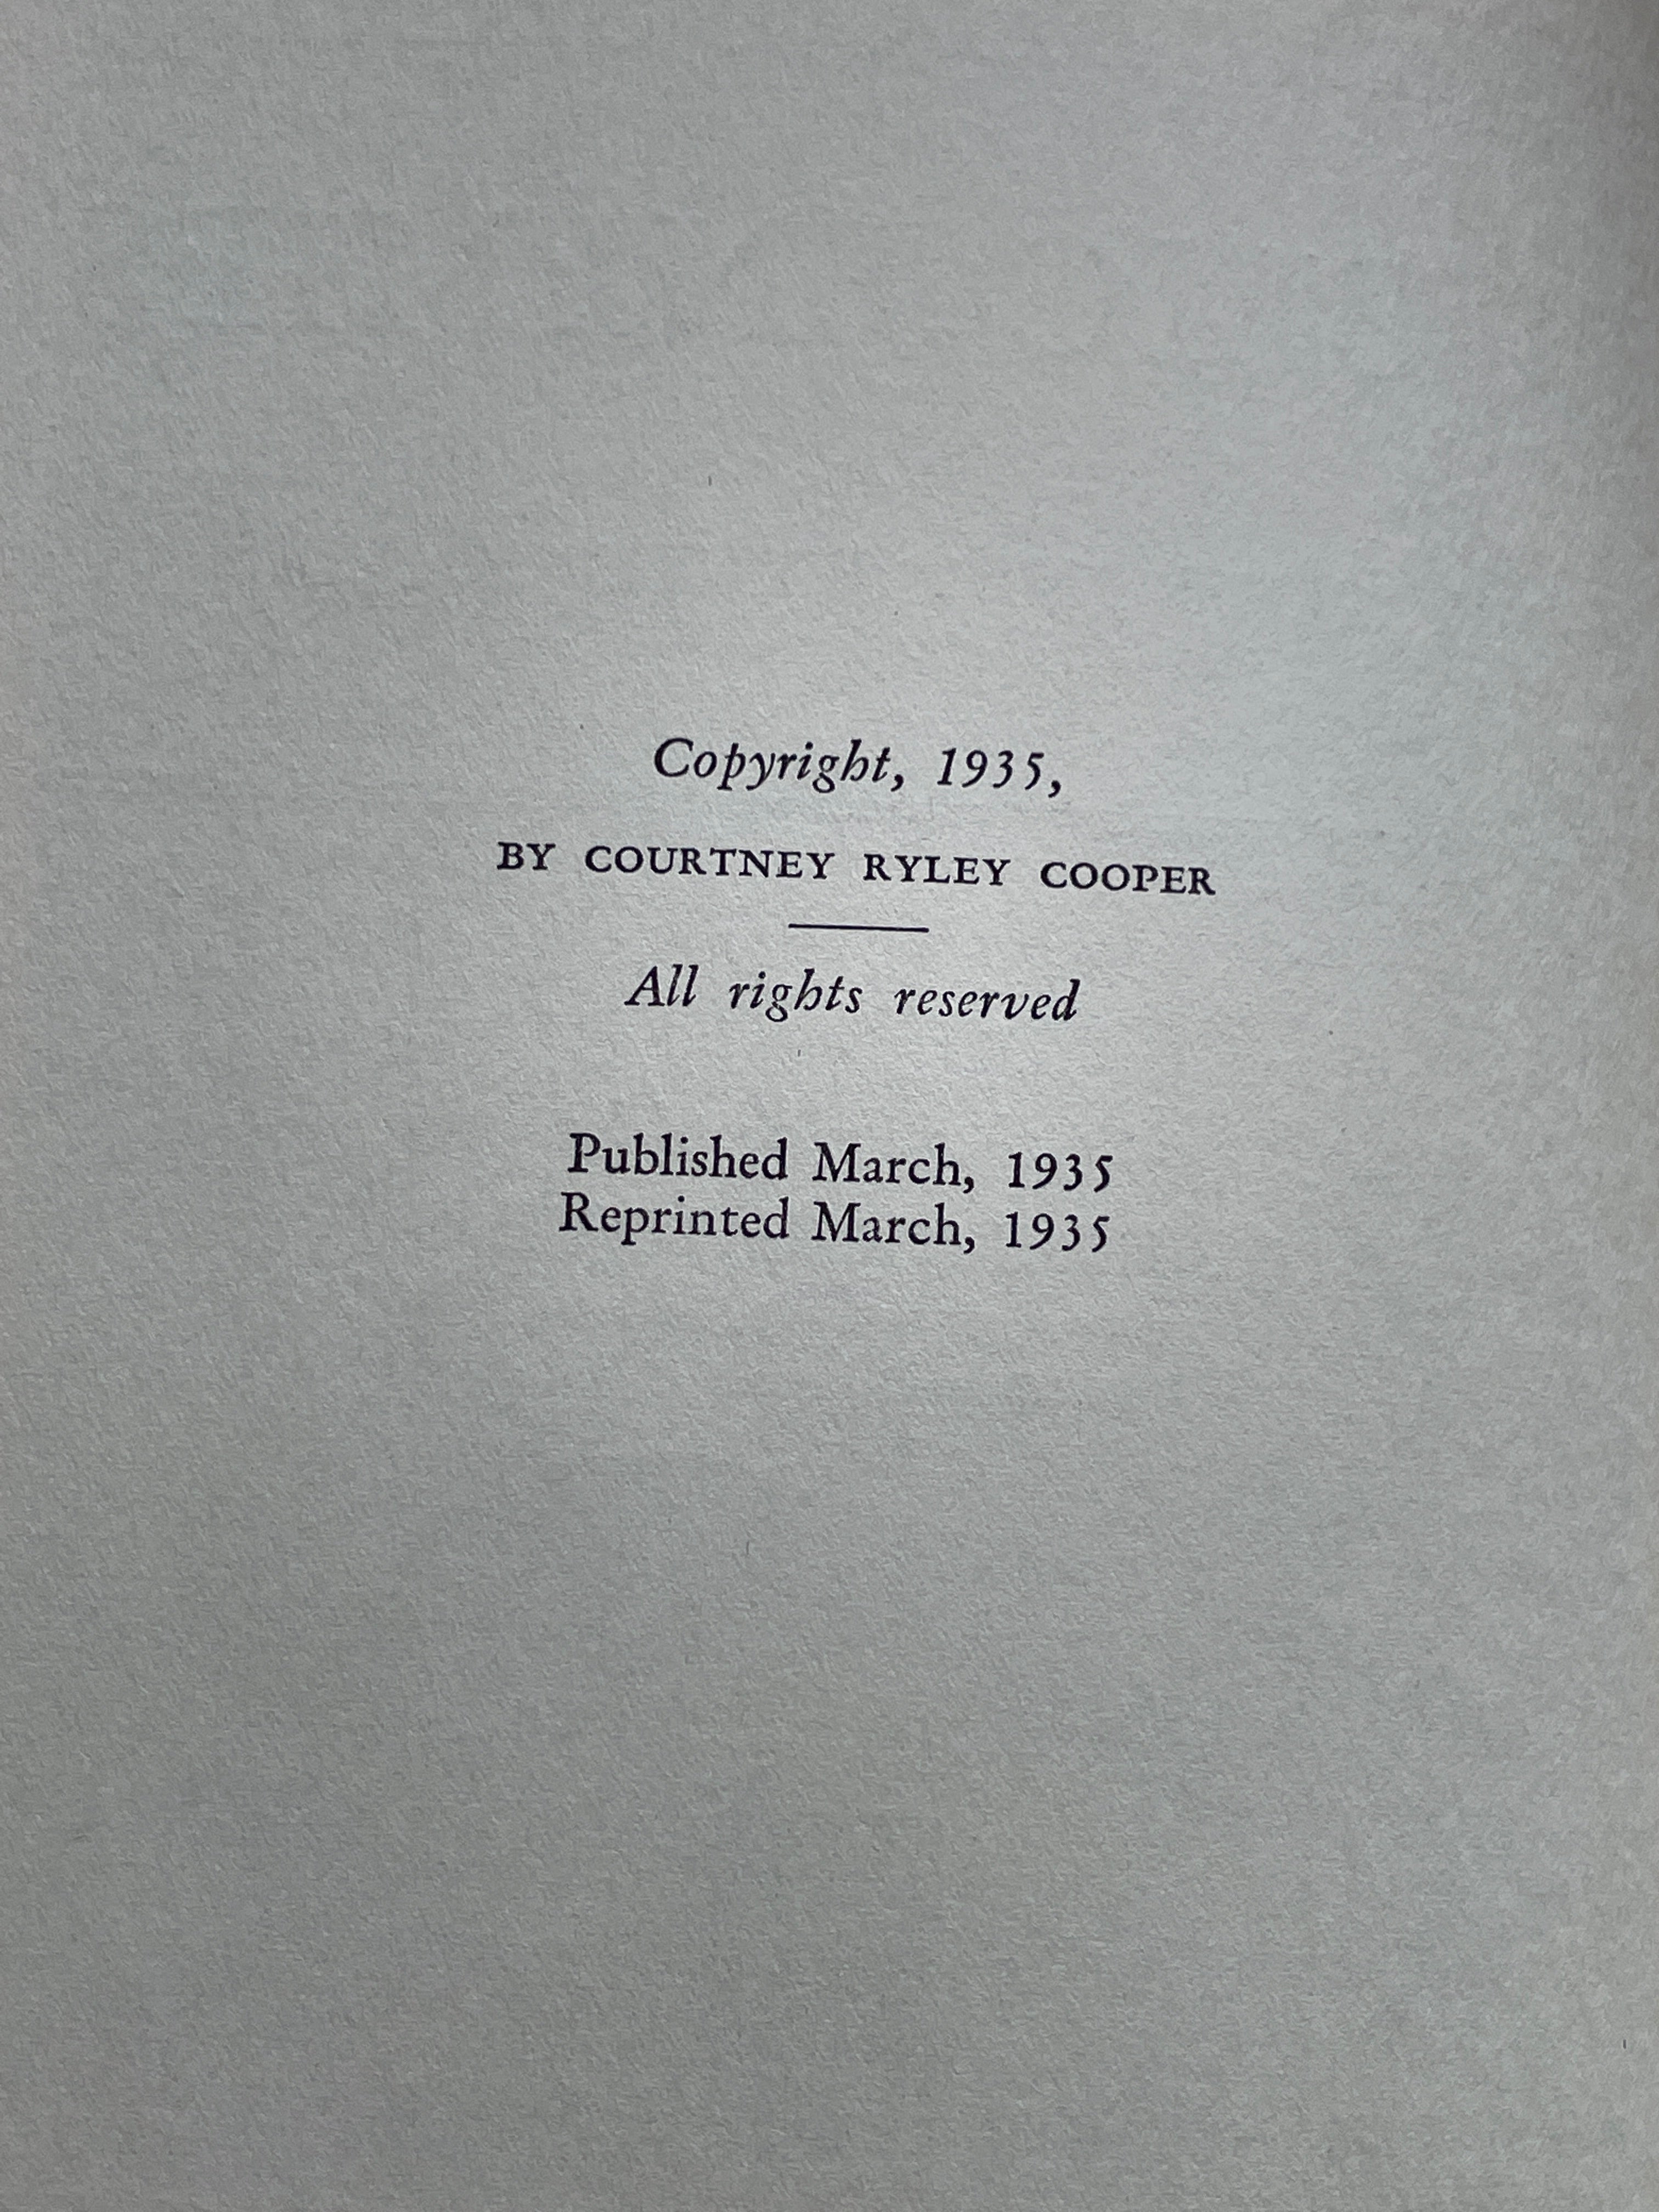 Copyright, 1935,
BY COURTNEY RYLEY COOPER
All rights reserved
Published March, 1935
Reprinted March, 1935